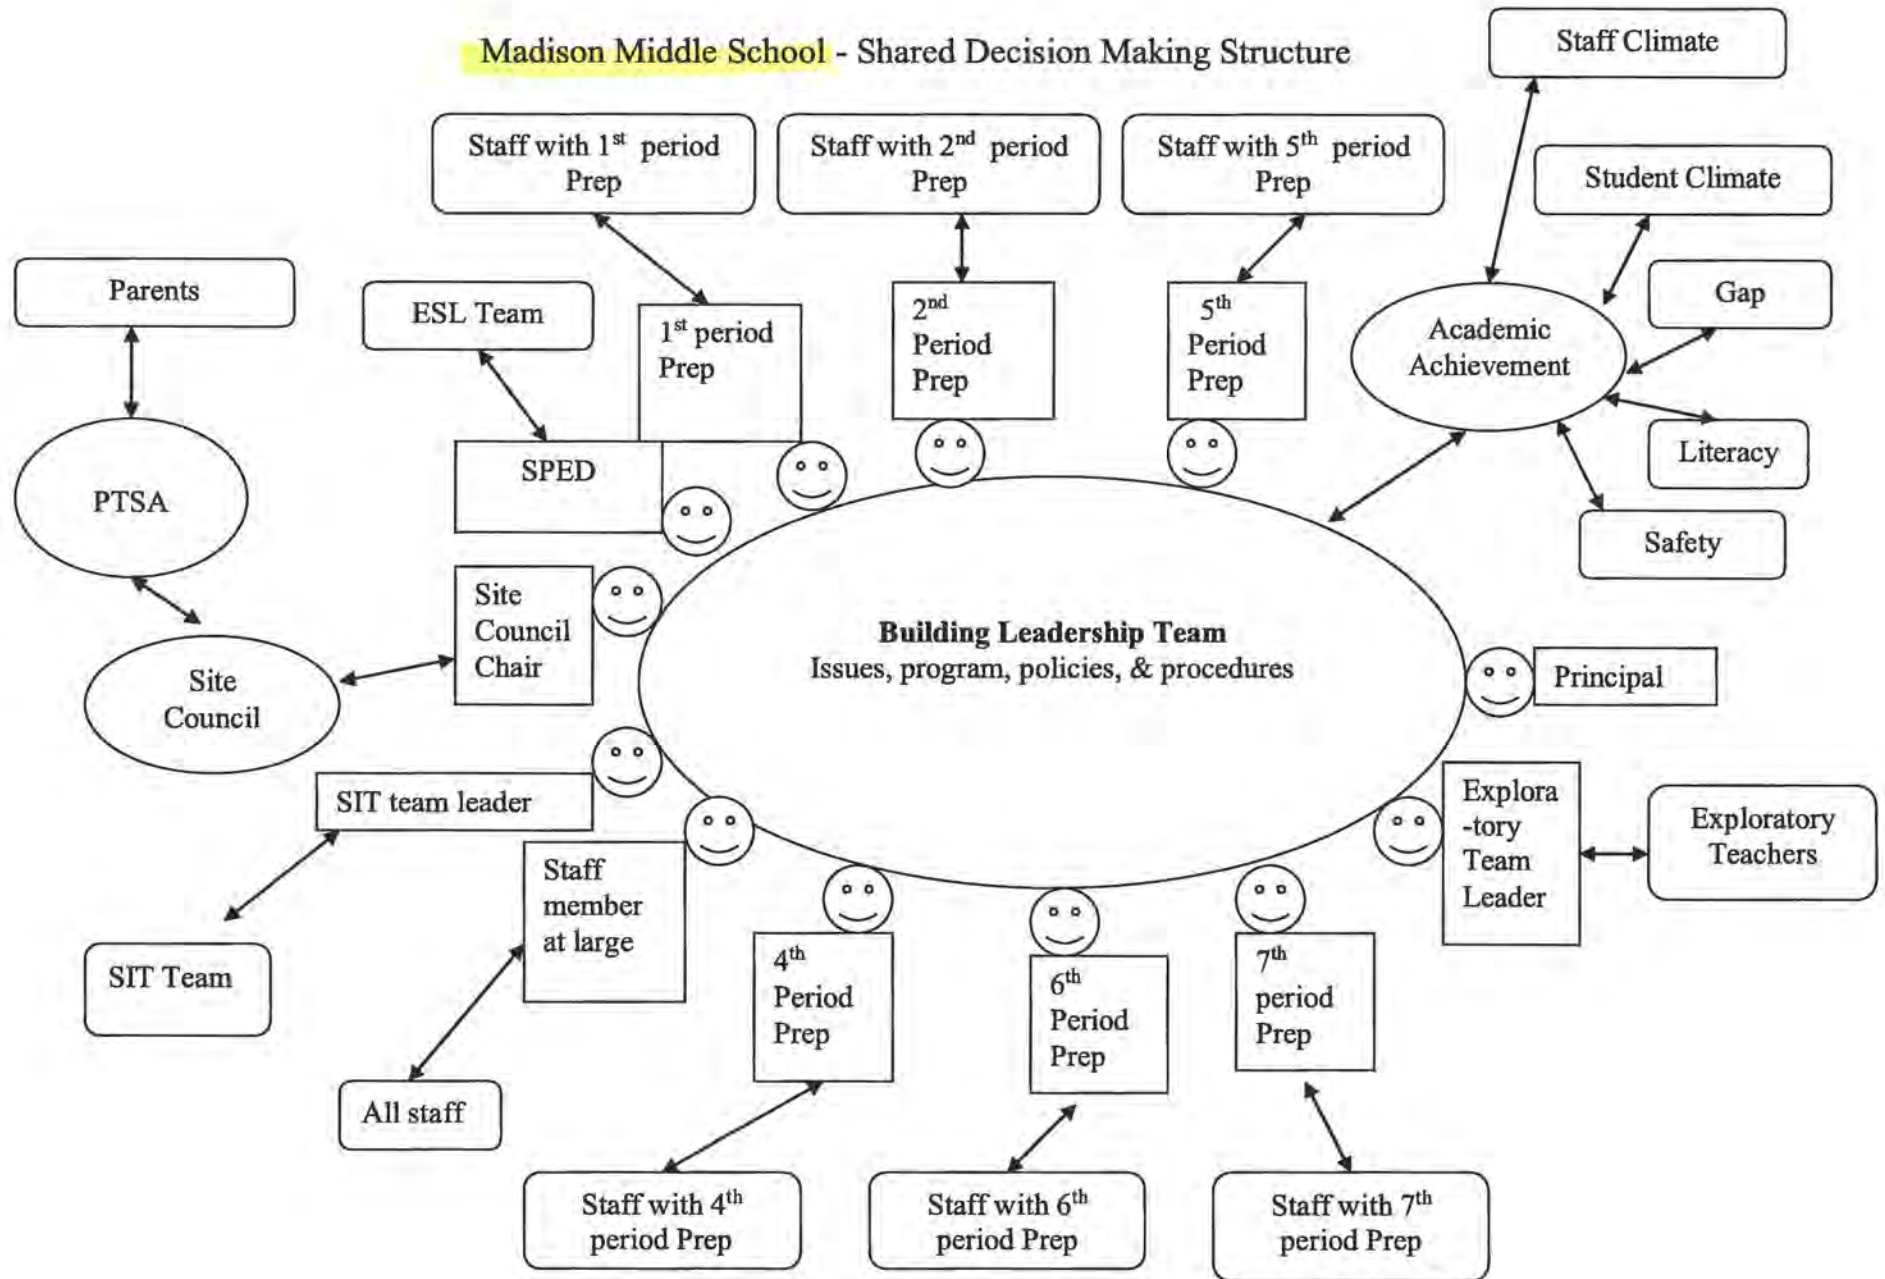 Madison Middle School - Shared Decision Making Structure
Staff Climate
Staff with 1st period
Prep
Staff with 2nd period
Prep
Staff with 5th period
Prep
Student Climate
Parents
ESL Team
1st period
Prep
2nd
Period
Prep
5th
Period
Prep
Academic
Achievement
Gap
Literacy
Safety
PTSA
SPED
Site
Council
Chair
Building Leadership Team
Issues, program, policies, & procedures
Principal
Site
Council
SIT team leader
Explora
-tory
Team
Leader
Exploratory
Teachers
Staff
member
at large
SIT Team
4th
Period
Prep
6th
Period
Prep
7th
period
Prep
All staff
Staff with 4th
period Prep
Staff with 6th
period Prep
Staff with 7th
period Prep